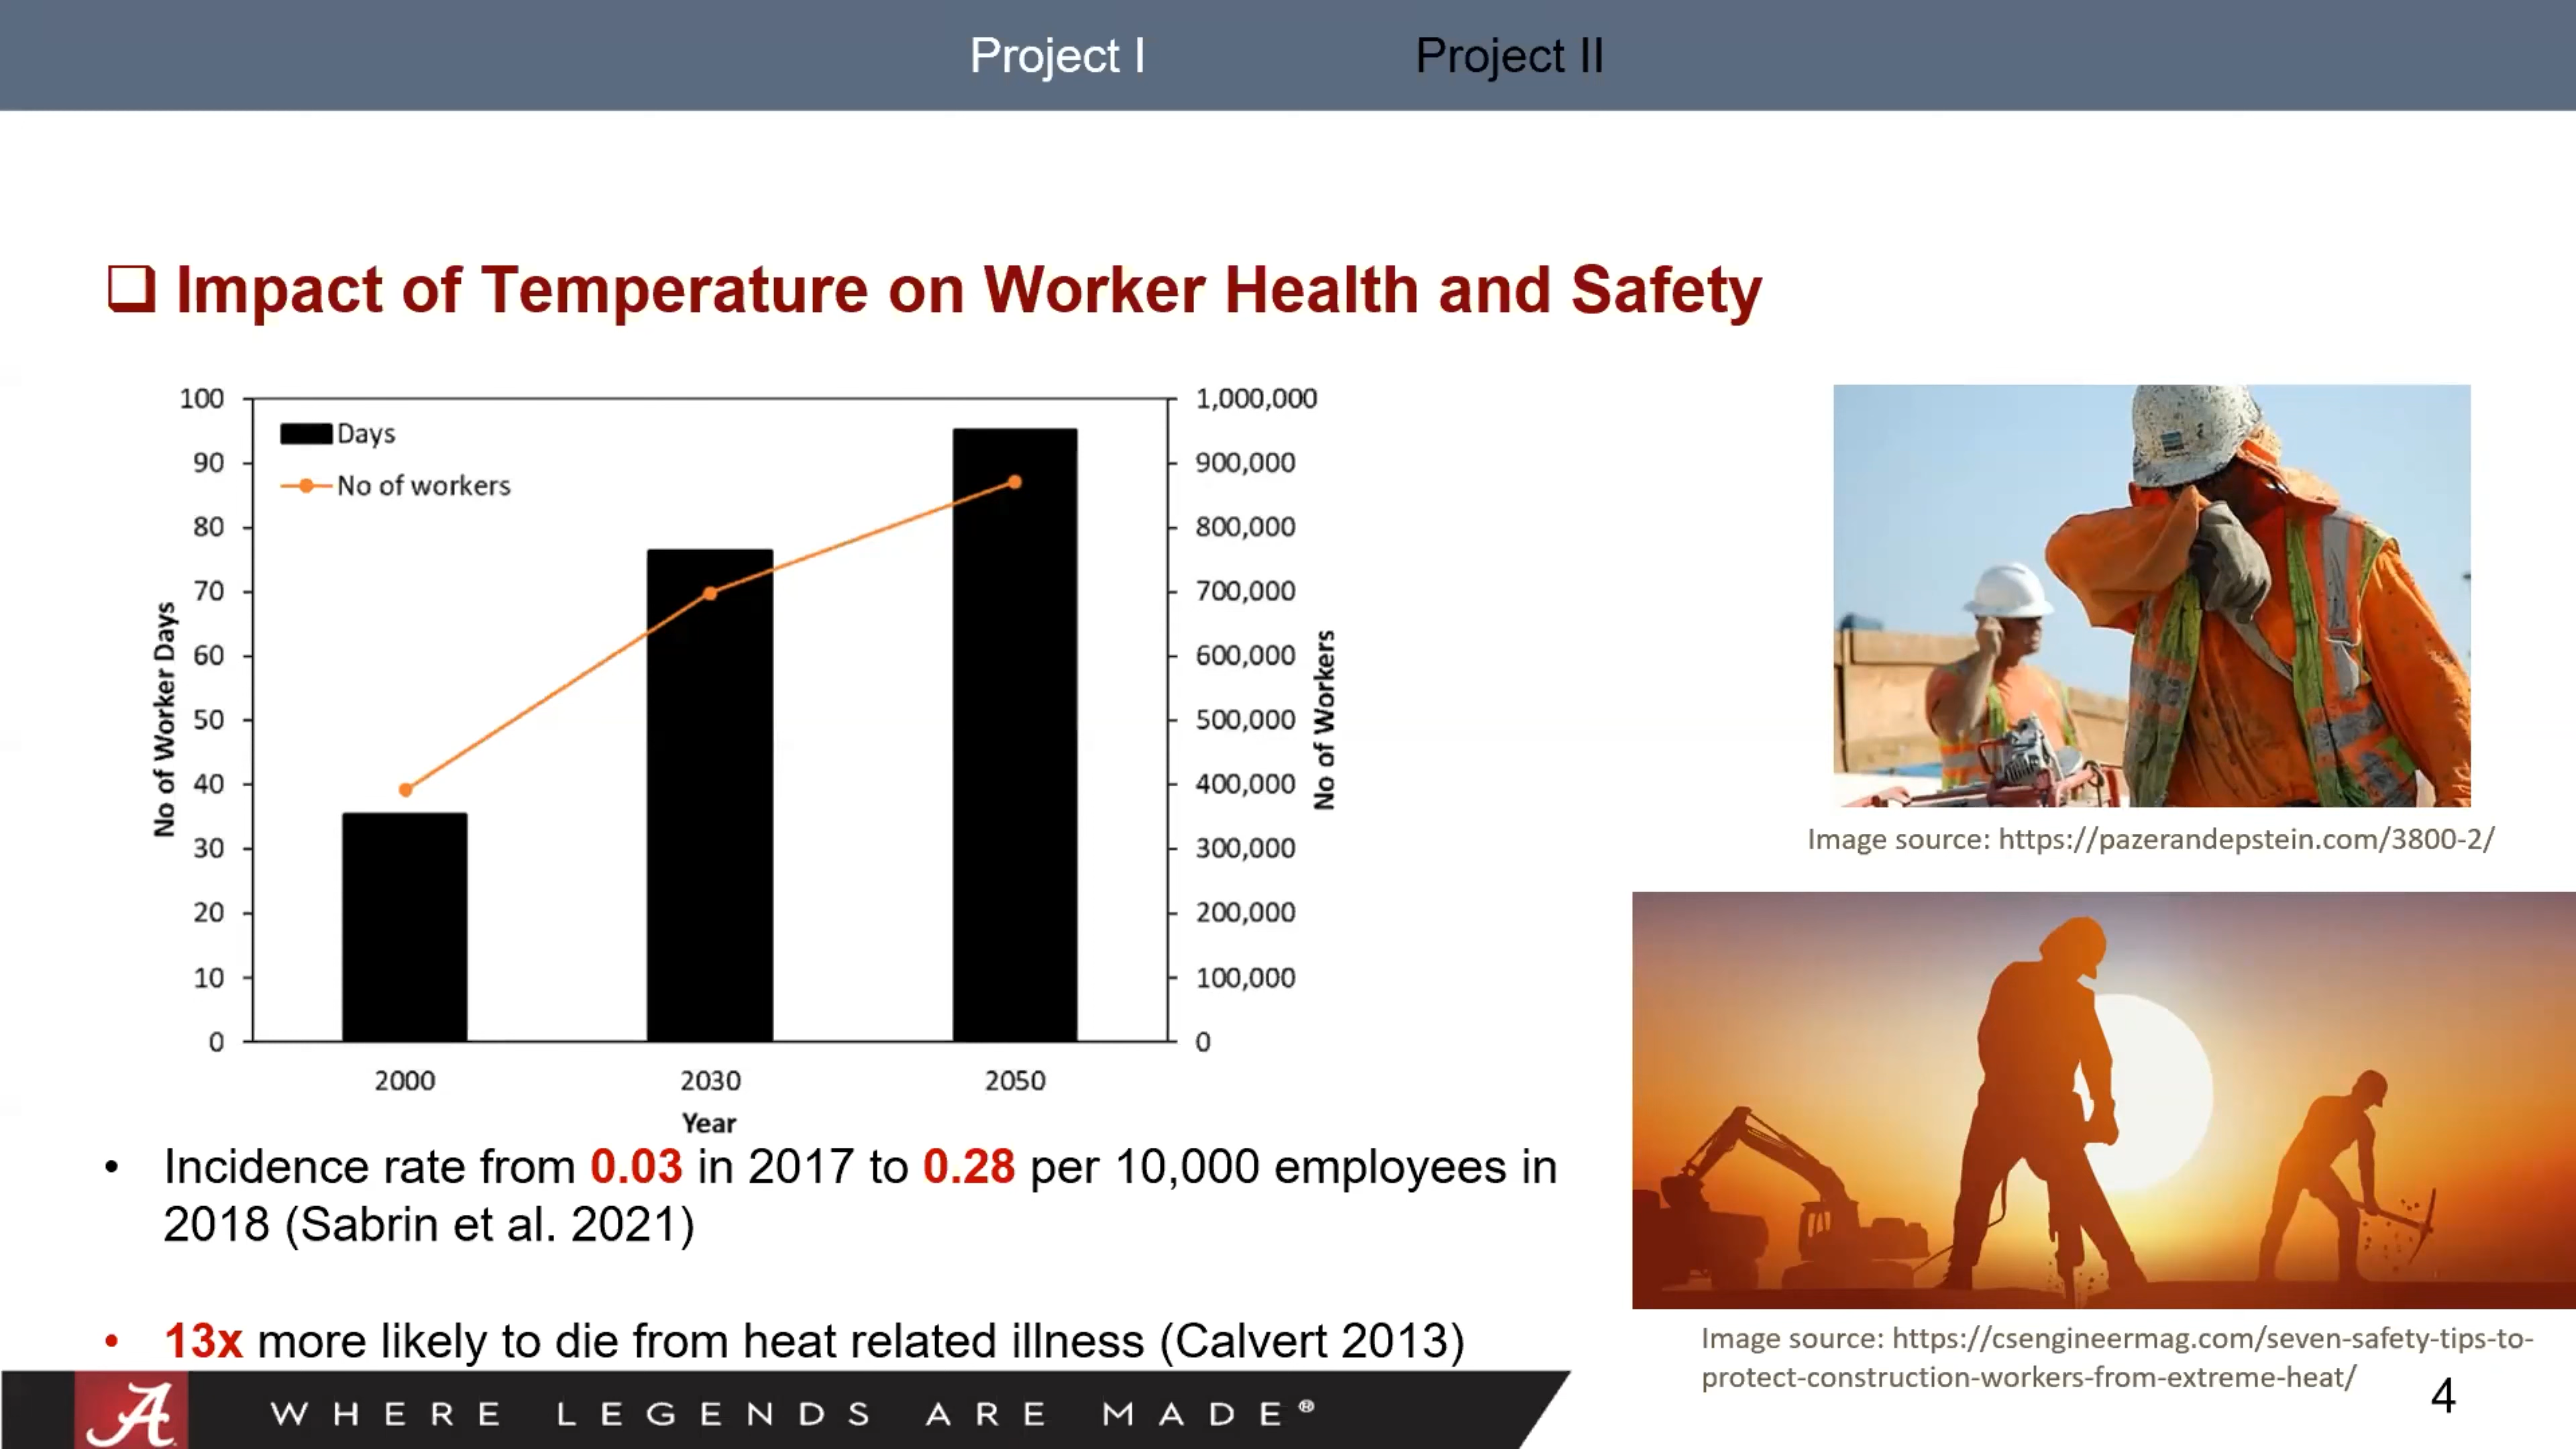 Project I
Project II
Impact of Temperature on Worker Health and Safety
100
90
80
70
60
50
40
30
20
10
0
No of Worker Days
Days
No of workers
1,000,000
900,000
800,000
700,000
600,000
500,000
400,000
300,000
200,000
100,000
0
No of Workers
2000
2030
2050
Year
Image source: https://pazerandepstein.com/3800-2/
• Incidence rate from 0.03 in 2017 to 0.28 per 10,000 employees in
2018 (Sabrin et al. 2021)
• 13x more likely to die from heat related illness (Calvert 2013)
Image source: https://csengineermag.com/seven-safety-tips-to-
protect-construction-workers-from-extreme-heat/
A WHERE LEGENDS ARE MADE®
4